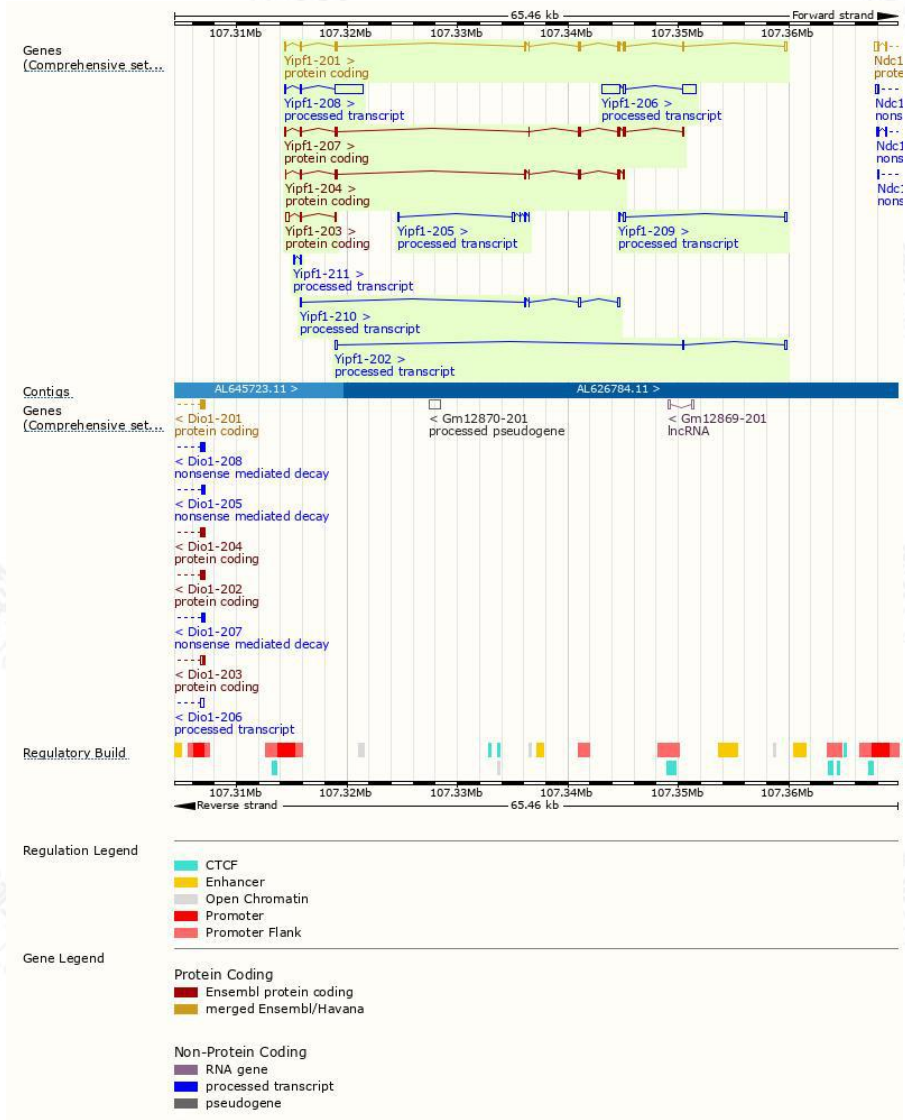 65.46 kb
Forward strand
107.31Mb 107.32Mb 107.33Mb 107.34Mb 107.35Mb 107.36Mb
Genes
(Comprehensive set...
Yipf1-201 >
protein coding
Ndc1
prote
Yipf1-208 >
processed transcript
Yipf1-206 >
processed transcript
Ndc1
nons
Yipf1-207 >
protein coding
Ndc1
nons
Yipf1-204 >
protein coding
Ndc1
nons
Yipf1-203 >
protein coding
Yipf1-205 >
processed transcript
Yipf1-209 >
processed transcript
Yipf1-211 >
processed transcript
Yipf1-210 >
processed transcript
Yipf1-202 >
processed transcript
Contigs
AL645723.11 >
AL626784.11 >
Genes
(Comprehensive set...
< Dio1-201
protein coding
< Gm12870-201
processed pseudogene
< Gm12869-201
lncRNA
< Dio1-208
nonsense mediated decay
< Dio1-205
nonsense mediated decay
< Dio1-204
protein coding
< Dio1-202
protein coding
< Dio1-207
nonsense mediated decay
< Dio1-203
protein coding
< Dio1-206
processed transcript
Regulatory Build
107.31Mb 107.32Mb 107.33Mb 107.34Mb 107.35Mb 107.36Mb
Reverse strand
65.46 kb
Regulation Legend
CTCF
Enhancer
Open Chromatin
Promoter
Promoter Flank
Gene Legend
Protein Coding
Ensembl protein coding
merged Ensembl/Havana
Non-Protein Coding
RNA gene
processed transcript
pseudogene